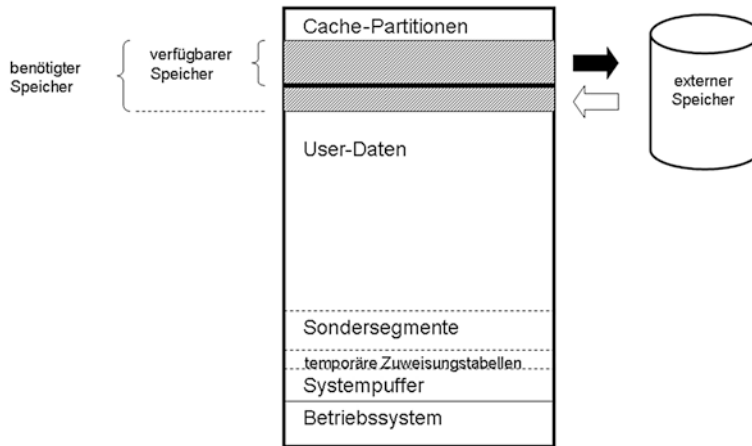 Cache-Partitionen
verfügbarer
Speicher
benötigter
Speicher
externer
Speicher
User-Daten
Sondersegmente
temporäre Zuweisungstabellen
Systempuffer
Betriebssystem